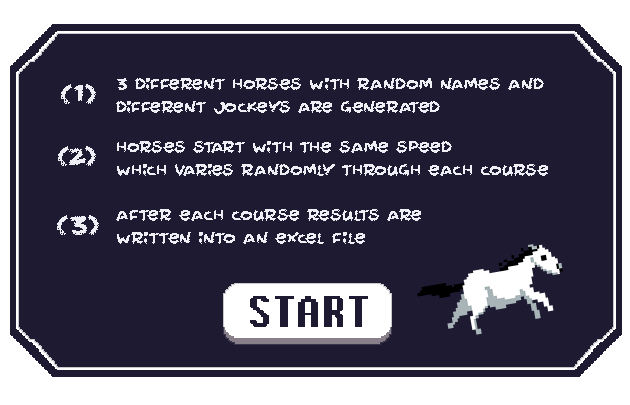 (1) 3 DIFFERENT HORSES WITH RANDOM NAMES AND
DIFFERENT JOCKEYS ARE GENERATED
(2) HORSES START WITH THE SAME SPEED
WHICH VARIES RANDOMLY THROUGH EACH COURSE
(3) AFTER EACH COURSE RESULTS ARE
WRITTEN INTO AN EXCEL FILE
START